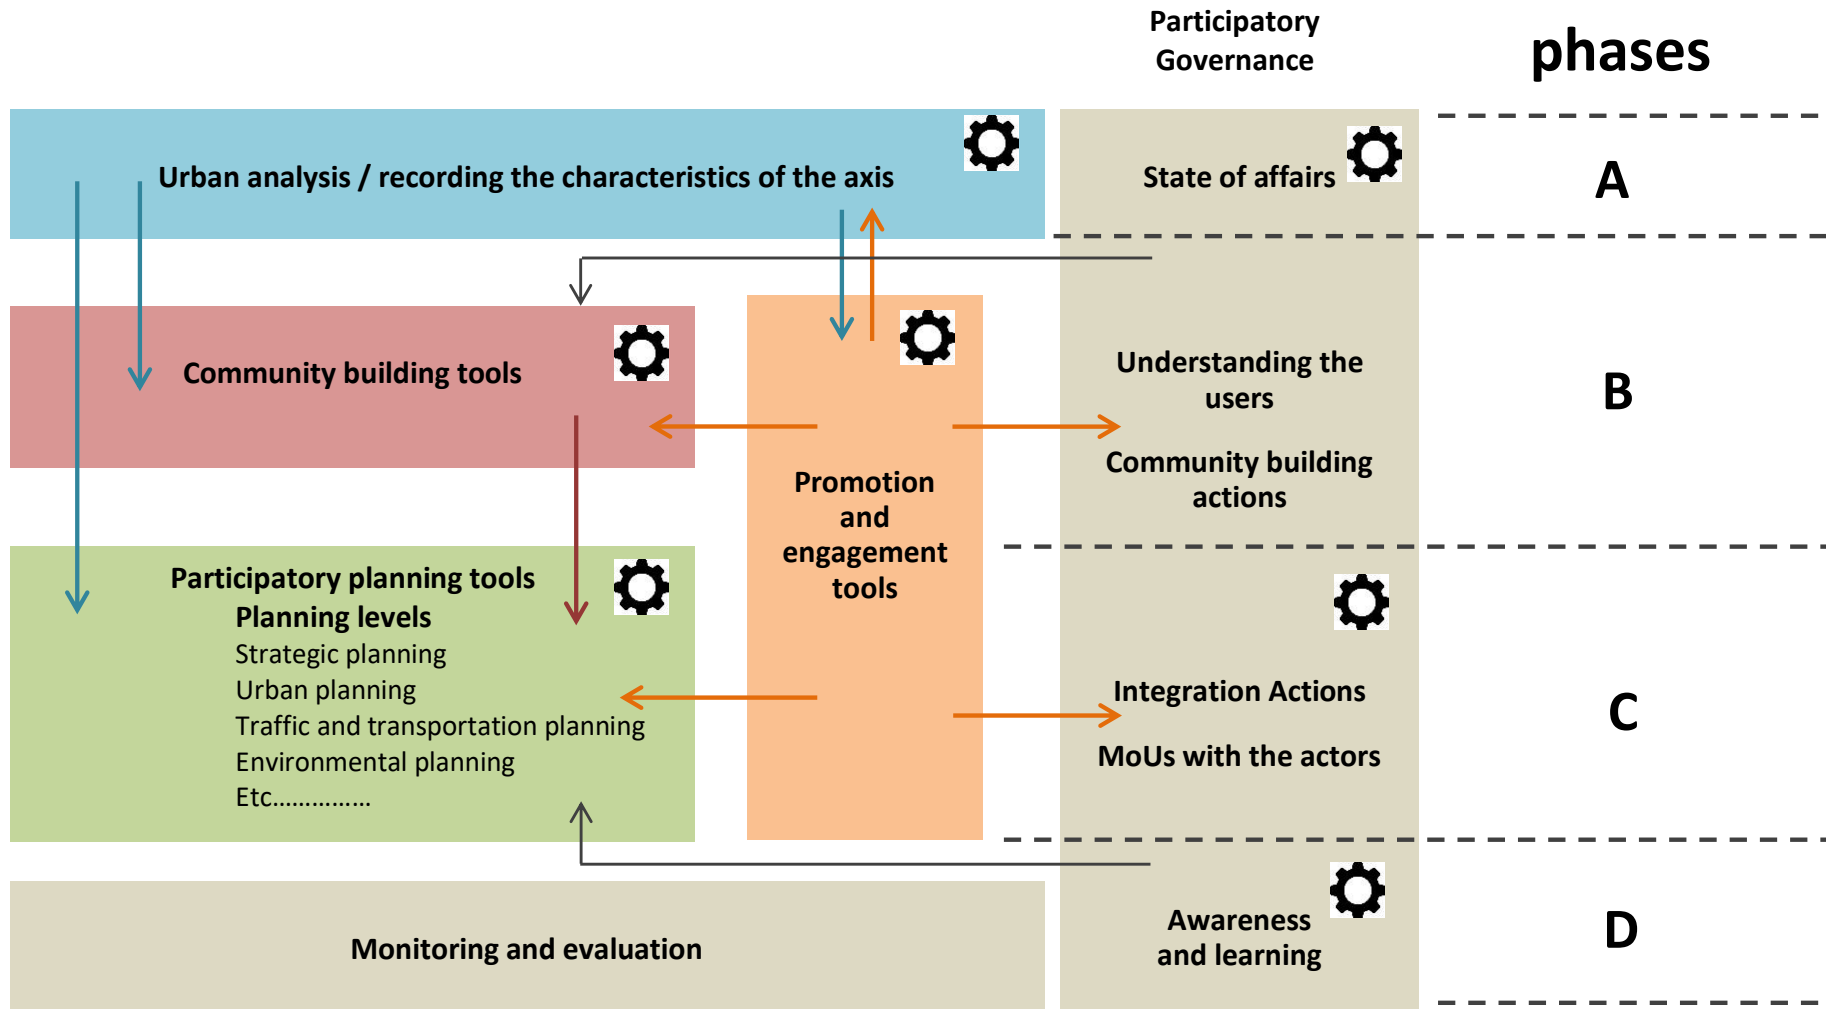 Participatory
Governance
phases
Urban analysis / recording the characteristics of the axis
State of affairs
A
Community building tools
Understanding the
users
Community building
actions
B
Promotion
and
engagement
tools
Participatory planning tools
Planning levels
Strategic planning
Urban planning
Traffic and transportation planning
Environmental planning
Etc...............
Integration Actions
MoUs with the actors
C
Monitoring and evaluation
Awareness
and learning
D